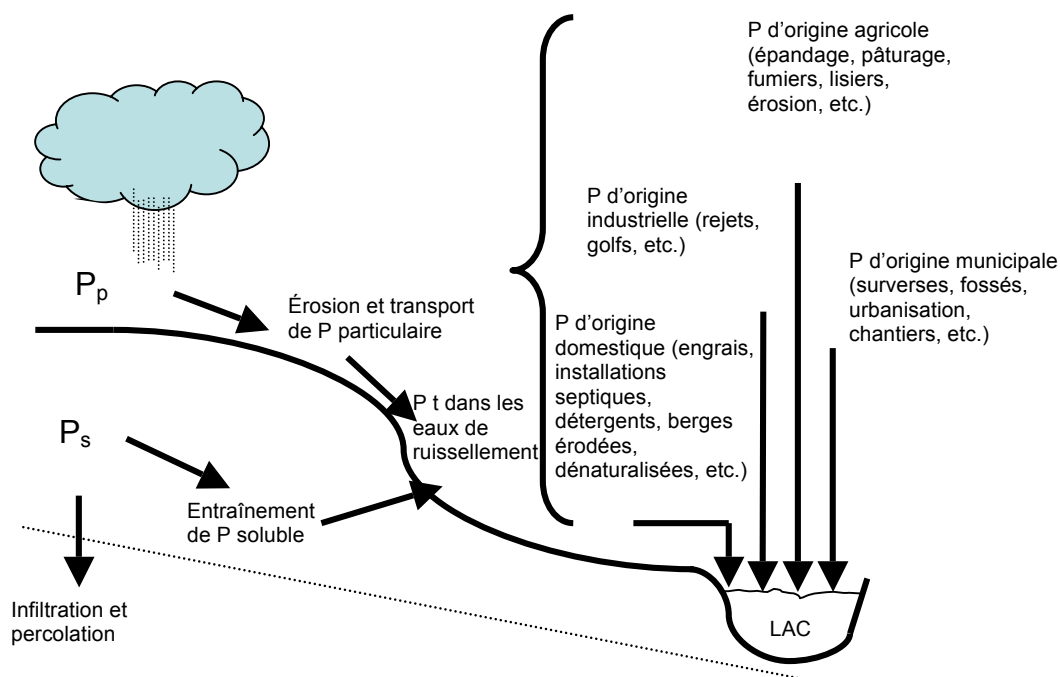 P d'origine agricole
(épandage, pâturage,
fumiers, lisiers,
érosion, etc.)
P d'origine
industrielle (rejets,
golfs, etc.)
P d'origine municipale
(surverses, fossés,
urbanisation,
chantiers, etc.)
Pp
Érosion et transport
de P particulaire
P d'origine
domestique (engrais,
installations
septiques,
détergents, berges
érodées,
dénaturalisées, etc.)
P t dans les
eaux de
ruissellement
Ps
Entraînement
de P soluble
Infiltration et
percolation
LAC